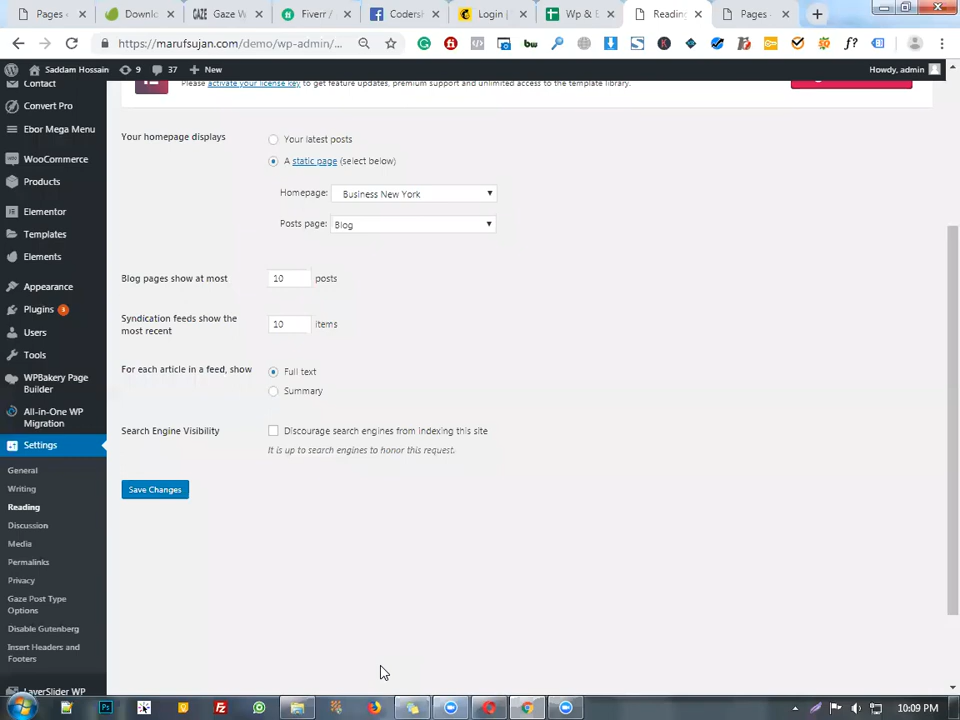 Pages
Downl
GAZE Gaze W
Fiverr /
Coders
Login |
Wp & E
Reading
Pages
https://marufsujan.com/demo/wp-admin/...
Saddam Hossain 9 37 New
Howdy, admin
Contact
Convert Pro
Ebor Mega Menu
WooCommerce
Products
Elementor
Templates
Elements
Appearance
Plugins
Users
Tools
WPBakery Page
Builder
All-in-One WP
Migration
Settings
General
Writing
Reading
Discussion
Media
Permalinks
Privacy
Gaze Post Type
Options
Disable Gutenberg
Insert Headers and
Footers
LayerSlider WP
Please activate your license key to get feature updates, premium support and unlimited access to the template library.
Your homepage displays
Your latest posts
A static page (select below)
Homepage: Business New York
Posts page: Blog
Blog pages show at most 10 posts
Syndication feeds show the
most recent
10 items
For each article in a feed, show
Full text
Summary
Search Engine Visibility
Discourage search engines from indexing this site
It is up to search engines to honor this request.
Save Changes
10:09 PM